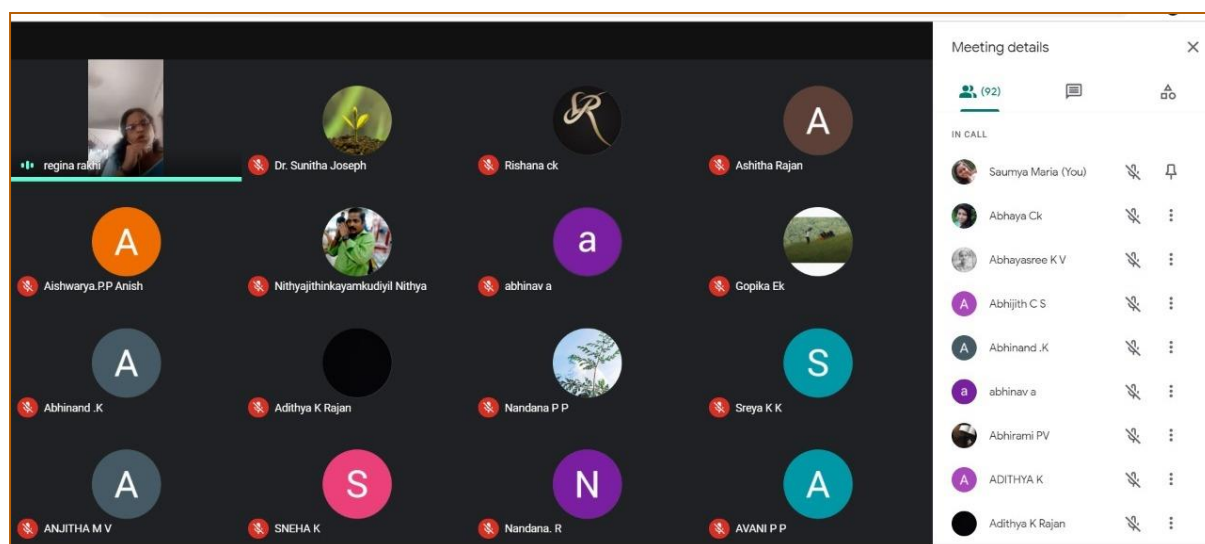 Meeting details
(92)
IN CALL
regina rakhi
Dr. Sunitha Joseph
R
Rishana ck
A
Ashitha Rajan
A
Aishwarya.P.P Anish
Nithyajithinkayamkudiyil Nithya
a
abhinav a
Gopika Ek
A
Abhinand .K
Adithya K Rajan
Nandana P P
S
Sreya K K
A
ANJITHA M V
S
SNEHA K
N
Nandana. R
A
AVANI P P
Saumya Maria (You)
Abhaya Ck
Abhayasree K V
A
Abhijith C S
A
Abhinand .K
a
abhinav a
Abhirami PV
A
ADITHYA K
Adithya K Rajan